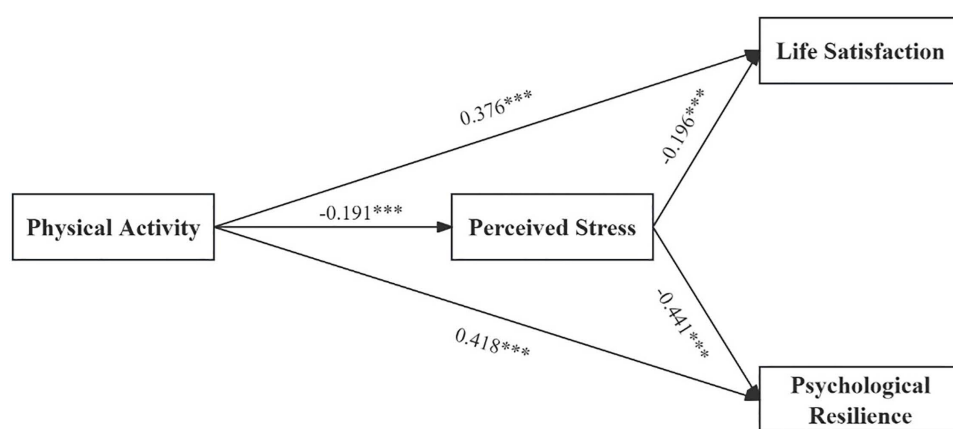 Life Satisfaction
0.376***
-0.196***
Physical Activity
-0.191***
Perceived Stress
-0.441***
0.418***
Psychological
Resilience